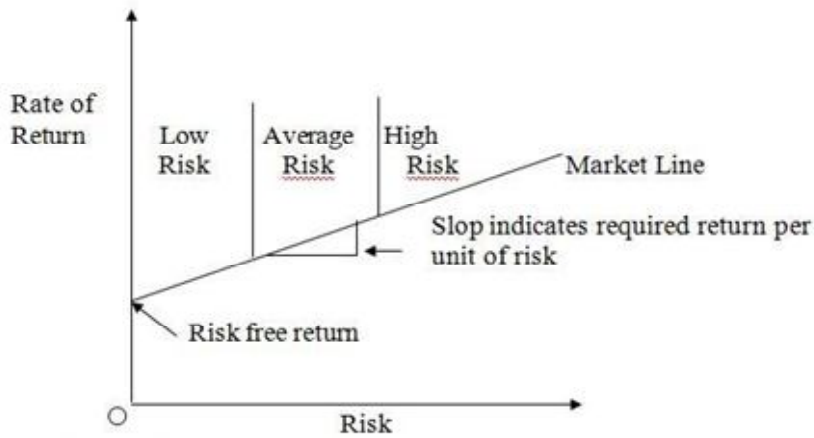 Rate of
Return
Low
Risk
Average
Risk
High
Risk
Market Line
Slop indicates required return per
unit of risk
Risk free return
O
Risk